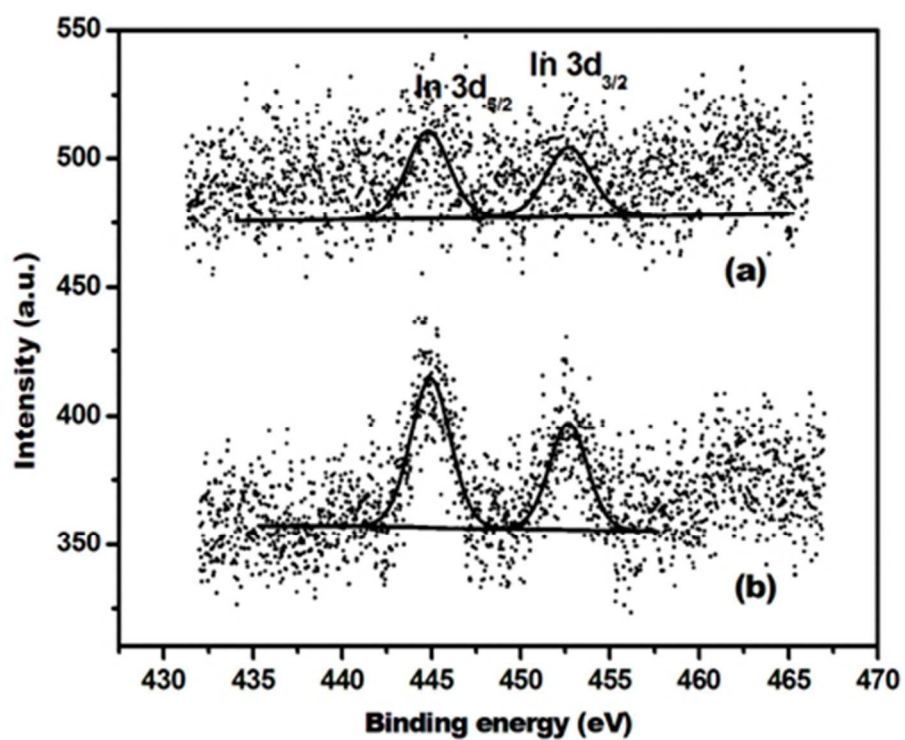 550
In 3d5/2
In 3d3/2
500
(a)
450
400
350
(b)
430 435 440 445 450 455 460 465 470
Binding energy (eV)
Intensity (a.u.)